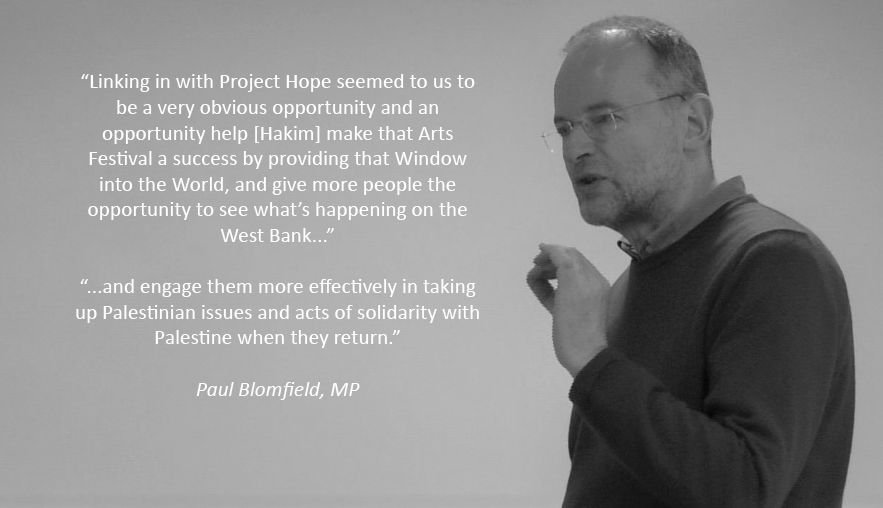 “Linking in with Project Hope seemed to us to
be a very obvious opportunity and an
opportunity help [Hakim] make that Arts
Festival a success by providing that Window
into the World, and give more people the
opportunity to see what’s happening on the
West Bank...”
“...and engage them more effectively in taking
up Palestinian issues and acts of solidarity with
Palestine when they return.”
Paul Blomfield, MP